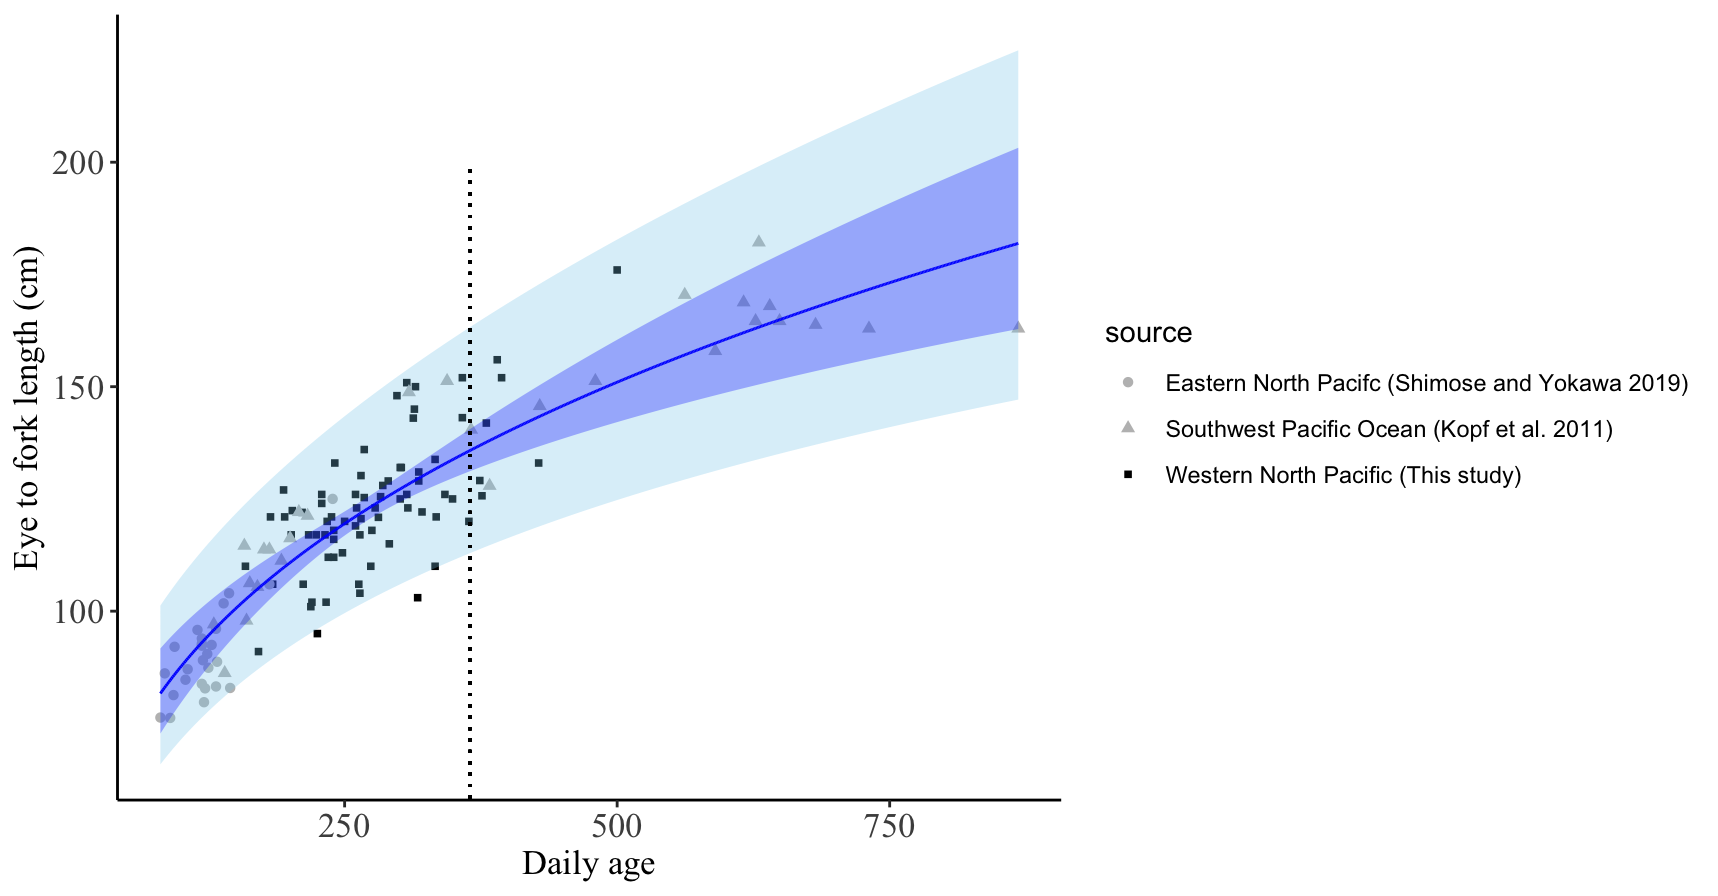 Eye to fork length (cm)
200
150
100
250
500
750
Daily age
source
Eastern North Pacifc (Shimose and Yokawa 2019)
Southwest Pacific Ocean (Kopf et al. 2011)
Western North Pacific (This study)